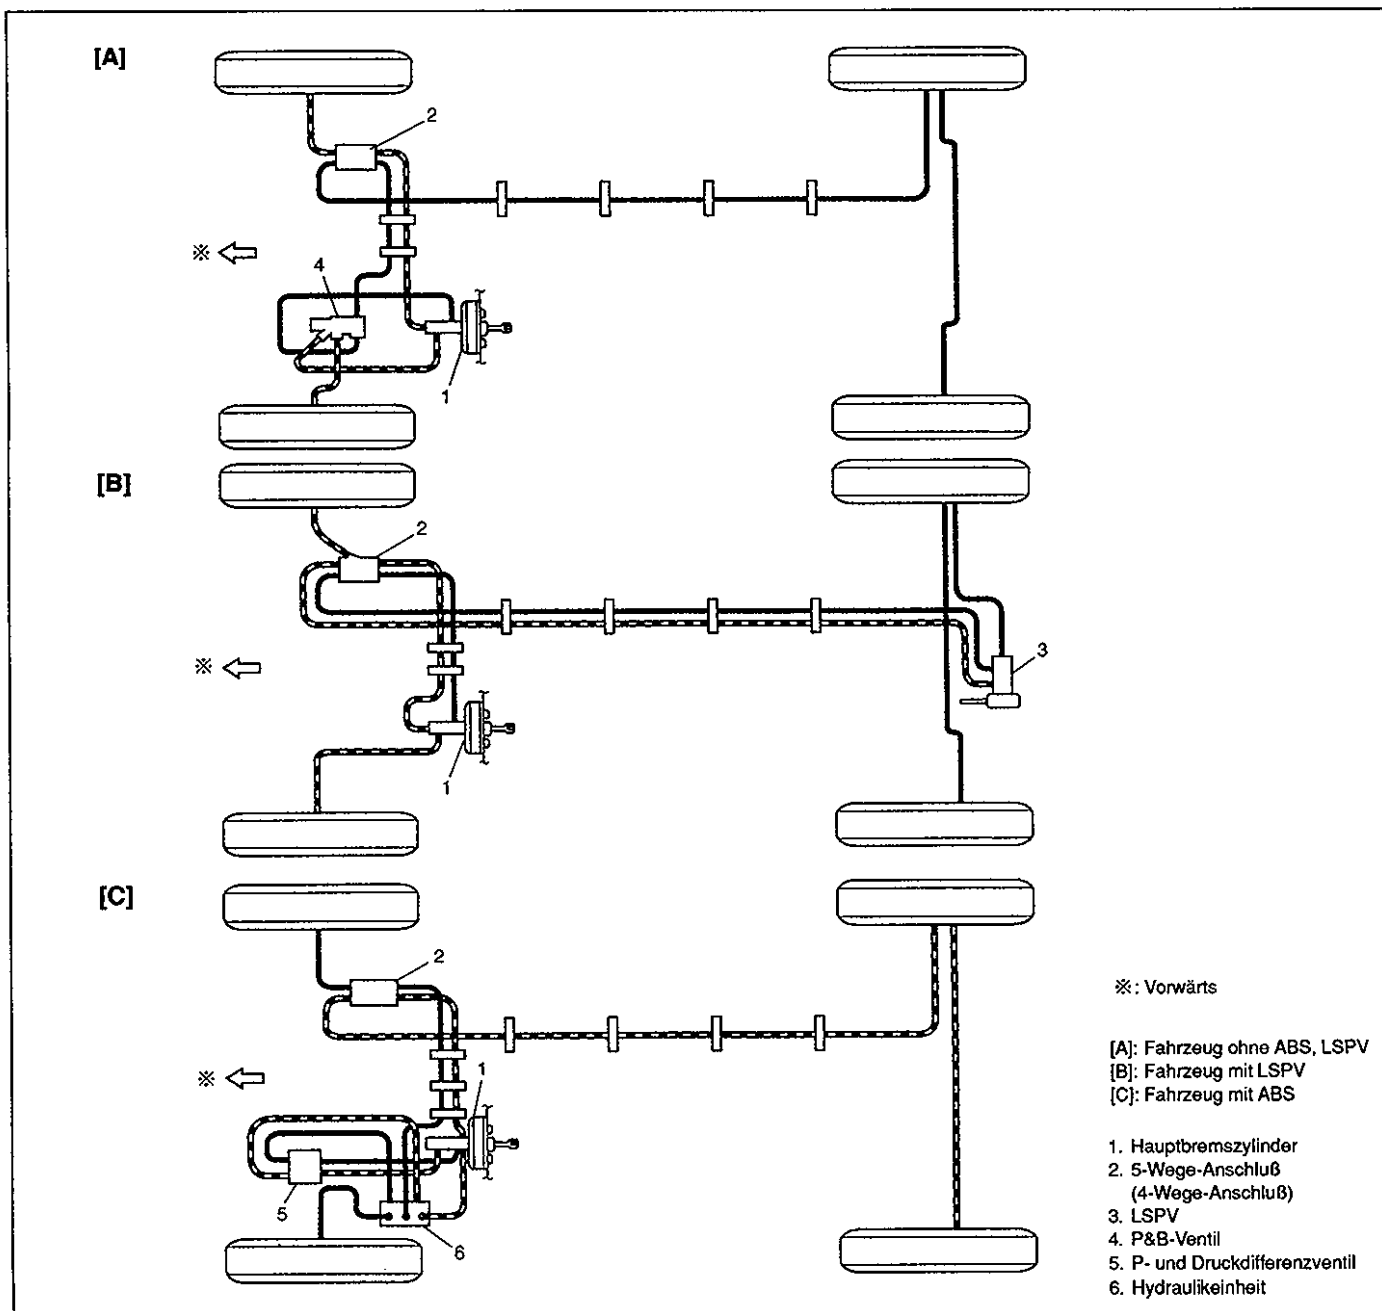 [A]
2
※
4
1
[B]
2
※
3
1
[C]
2
※
1
5
6
※: Vorwärts
[A]: Fahrzeug ohne ABS, LSPV
[B]: Fahrzeug mit LSPV
[C]: Fahrzeug mit ABS
1. Hauptbremszylinder
2. 5-Wege-Anschluß
(4-Wege-Anschluß)
3. LSPV
4. P&B-Ventil
5. P- und Druckdifferenzventil
6. Hydraulikeinheit